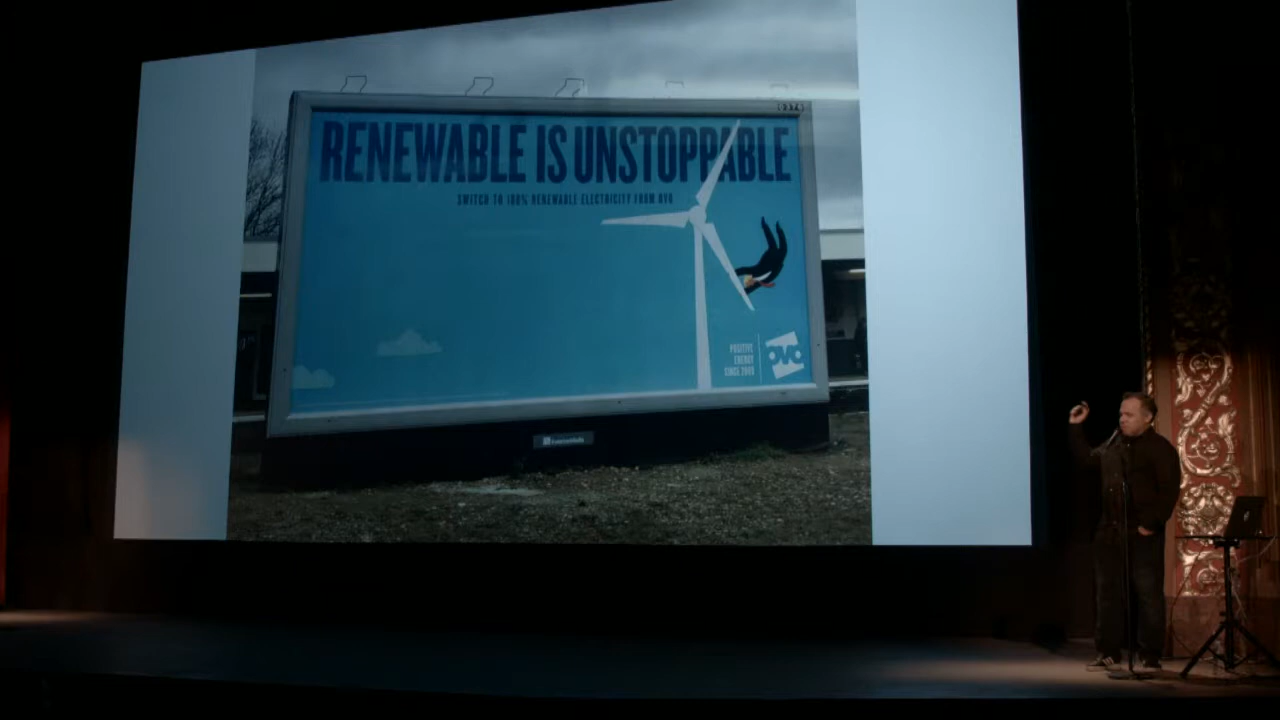 RENEWABLE IS UNSTOPPABLE
SWITCH TO 100% RENEWABLE ELECTRICITY FROM OVO
POSITIVE
ENERGY
SINCE 2009
OVO